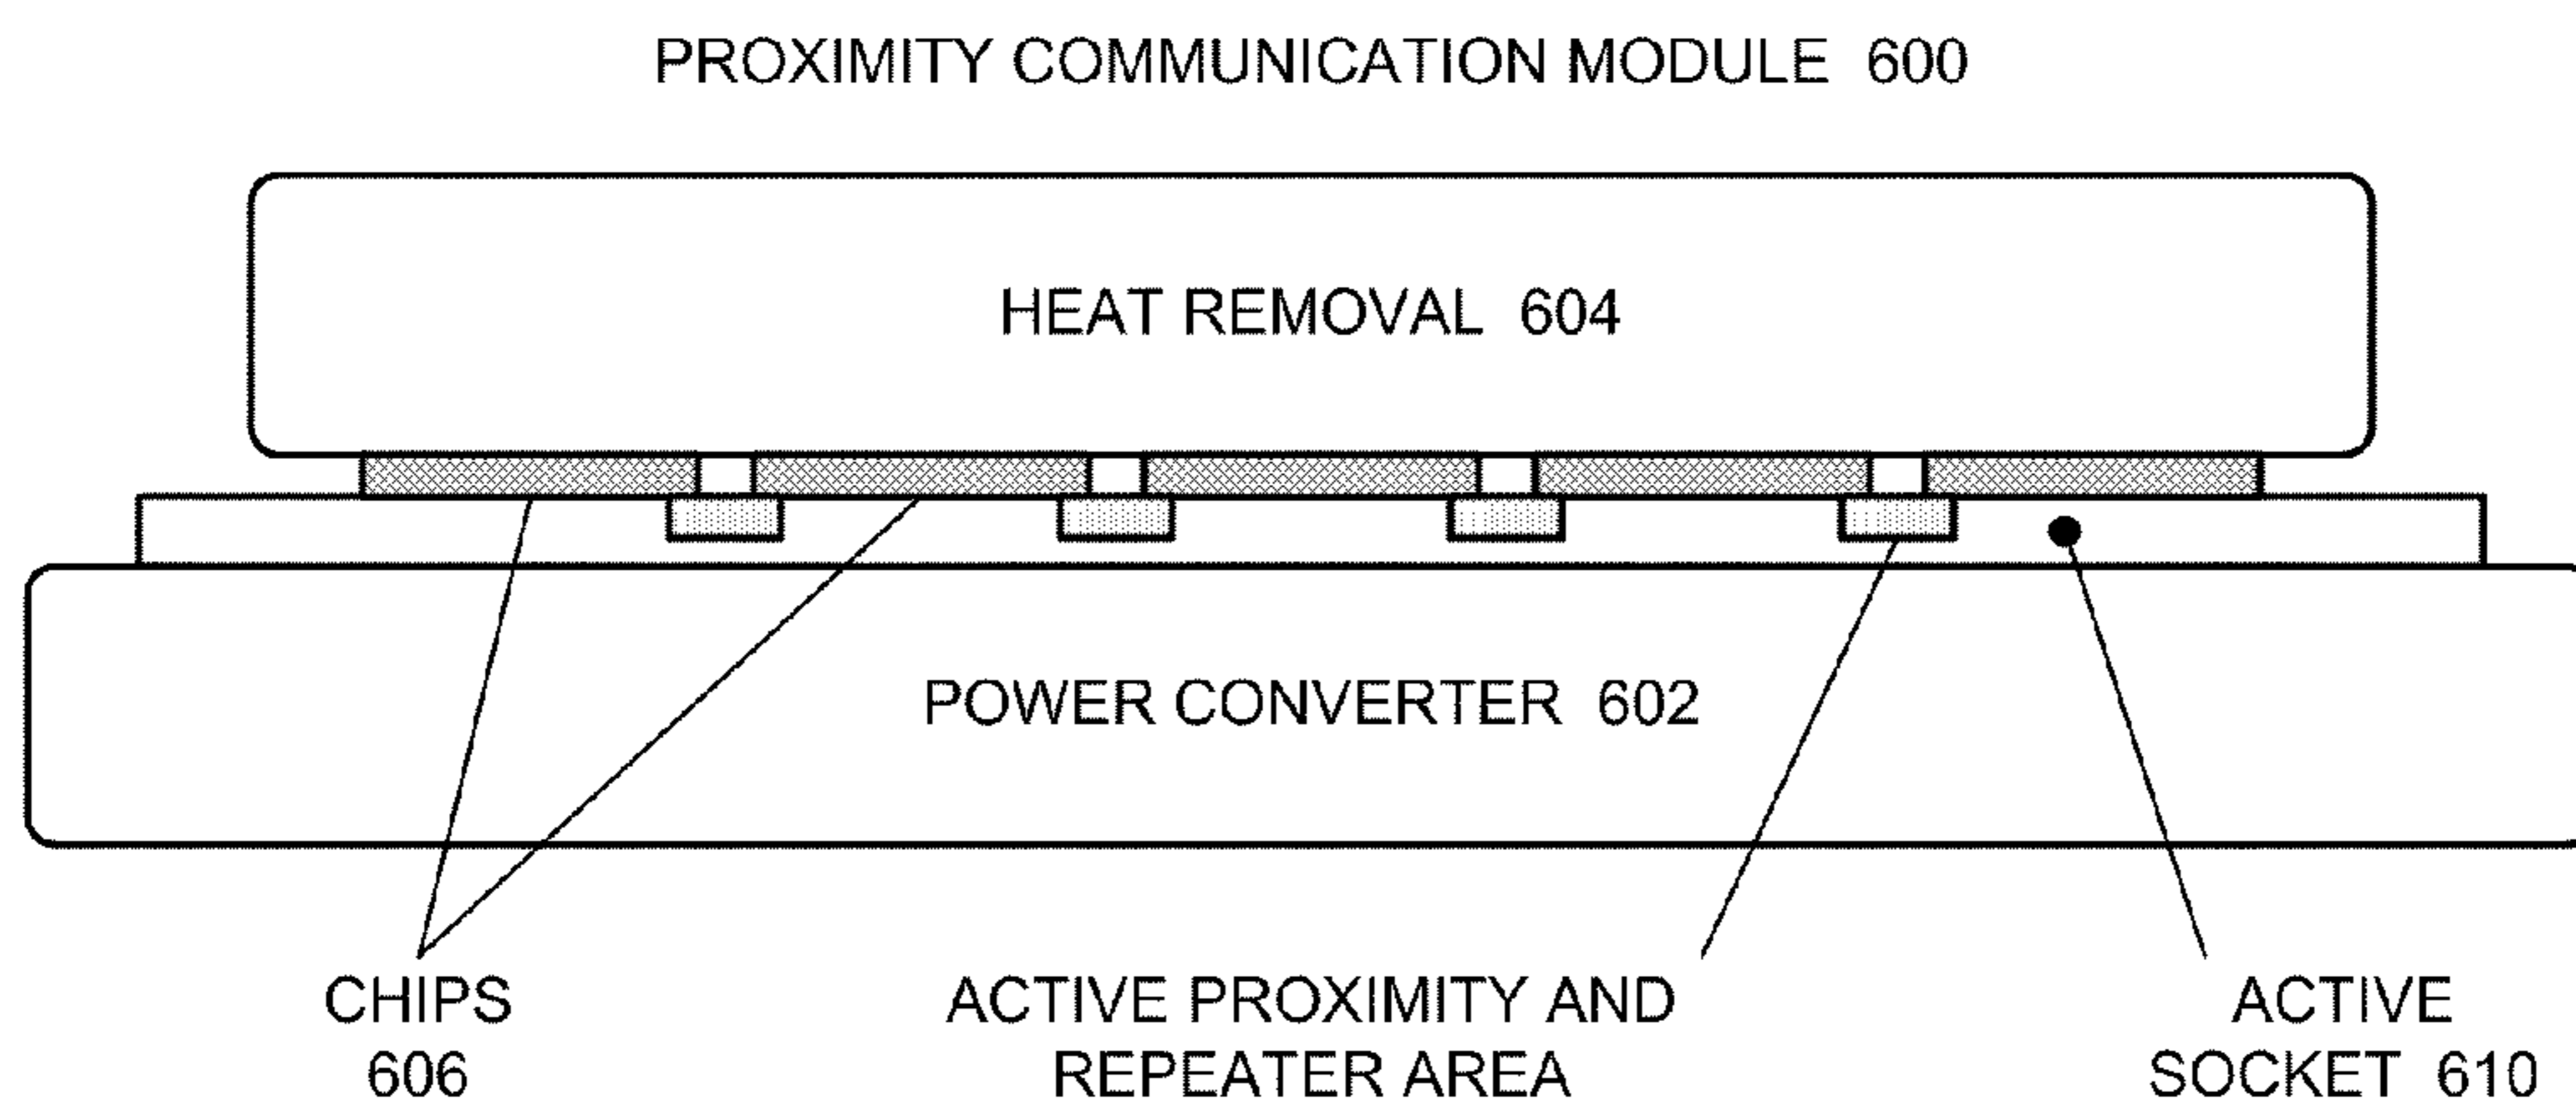 PROXIMITY COMMUNICATION MODULE 600
HEAT REMOVAL 604
POWER CONVERTER 602
CHIPS
606
ACTIVE PROXIMITY AND
REPEATER AREA
ACTIVE
SOCKET 610